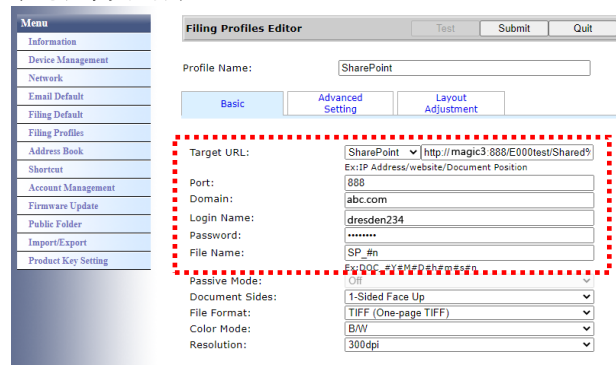 Menu
Information
Device Management
Network
Email Default
Filing Default
Filing Profiles
Address Book
Shortcut
Account Management
Firmware Update
Public Folder
Import/Export
Product Key Setting
Filing Profiles Editor Test Submit Quit
Profile Name: SharePoint
Basic Advanced Setting Layout Adjustment
Target URL: SharePoint http://magic3:888/E000test/Shared%
Ex:IP Address/website/Document Position
Port: 888
Domain: abc.com
Login Name: dresden234
Password: ••••••••
File Name: SP_#n
Ex:DOC_#Y#M#D#h#m#s#n
Passive Mode: Off
Document Sides: 1-Sided Face Up
File Format: TIFF (One-page TIFF)
Color Mode: B/W
Resolution: 300dpi